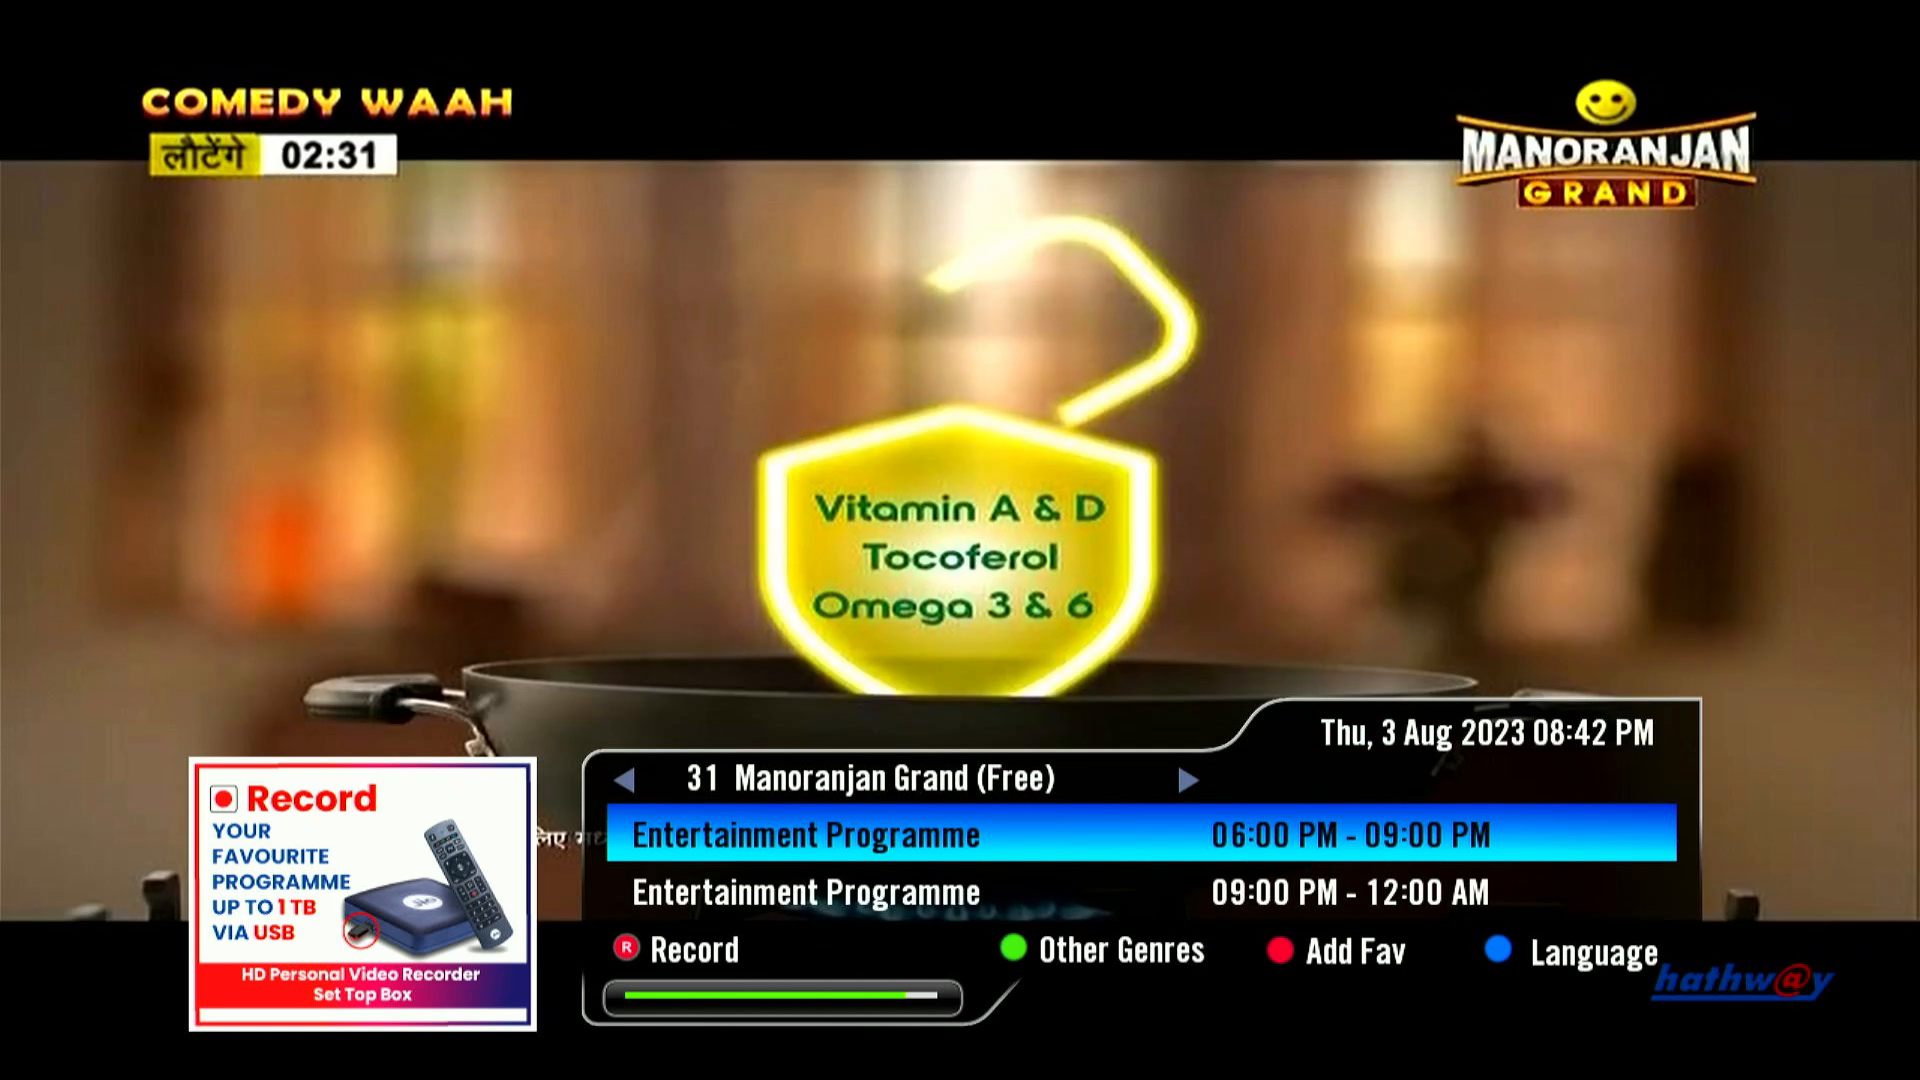 COMEDY WAAH
लौटेंगे 02:31
MANORANJAN
GRAND
Vitamin A & D
Tocoferol
Omega 3 & 6
Thu, 3 Aug 2023 08:42 PM
31 Manoranjan Grand (Free)
Entertainment Programme 06:00 PM - 09:00 PM
Entertainment Programme 09:00 PM - 12:00 AM
R Record Other Genres Add Fav Language
hathw@y
Record
YOUR
FAVOURITE
PROGRAMME
UP TO 1 TB
VIA USB
Jio
HD Personal Video Recorder
Set Top Box